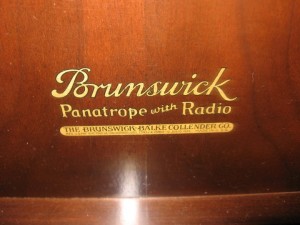 Brunswick
Panatrope with Radio
THE BRUNSWICK-BALKE COLLENDER CO.